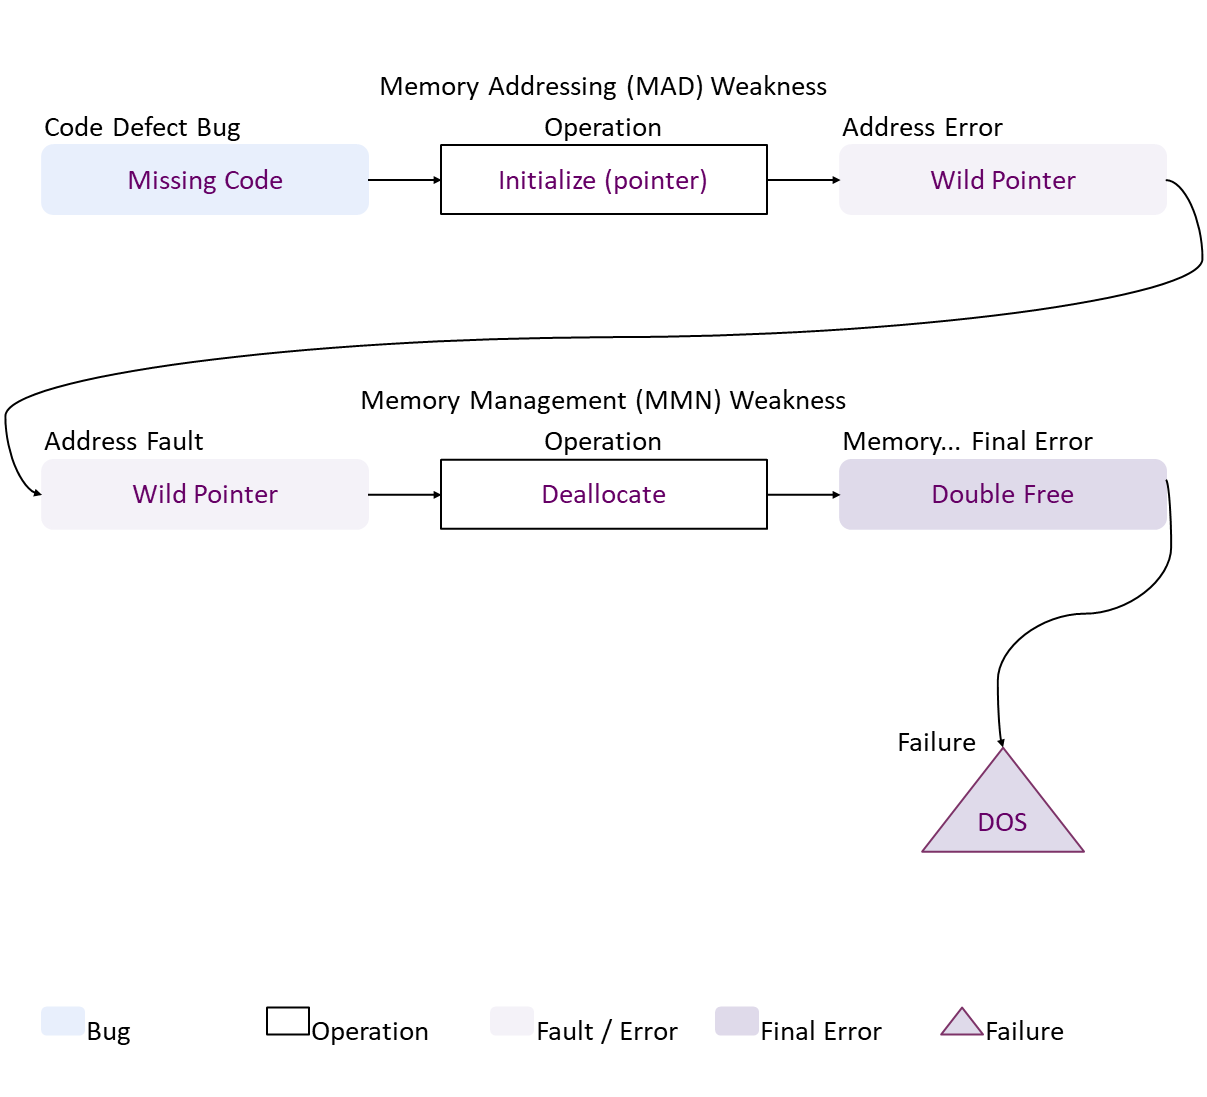 Memory Addressing (MAD) Weakness
Code Defect Bug Operation Address Error
Missing Code Initialize (pointer) Wild Pointer
Memory Management (MMN) Weakness
Address Fault Operation Memory... Final Error
Wild Pointer Deallocate Double Free
Failure
DOS
Bug Operation Fault / Error Final Error Failure